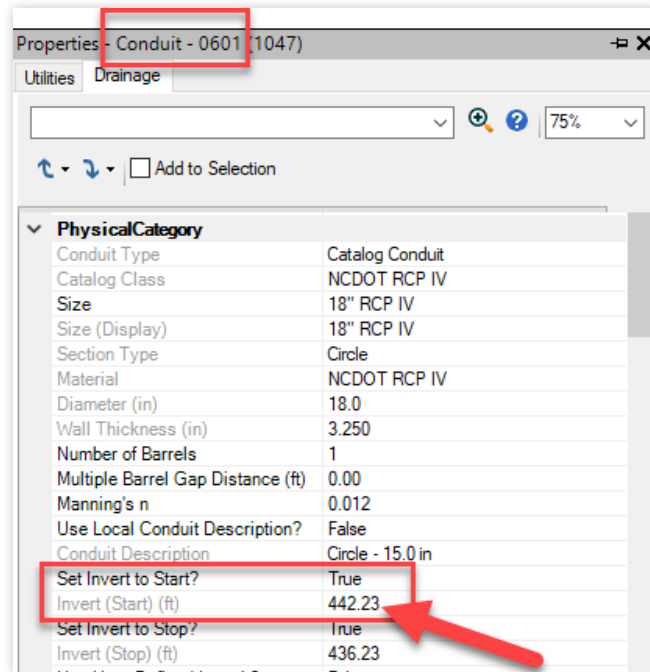 Properties - Conduit - 0601 (1047)
Utilities Drainage
75%
Add to Selection
PhysicalCategory
Conduit Type Catalog Conduit
Catalog Class NCDOT RCP IV
Size 18" RCP IV
Size (Display) 18" RCP IV
Section Type Circle
Material NCDOT RCP IV
Diameter (in) 18.0
Wall Thickness (in) 3.250
Number of Barrels 1
Multiple Barrel Gap Distance (ft) 0.00
Manning's n 0.012
Use Local Conduit Description? False
Conduit Description Circle - 15.0 in
Set Invert to Start? True
Invert (Start) (ft) 442.23
Set Invert to Stop? True
Invert (Stop) (ft) 436.23